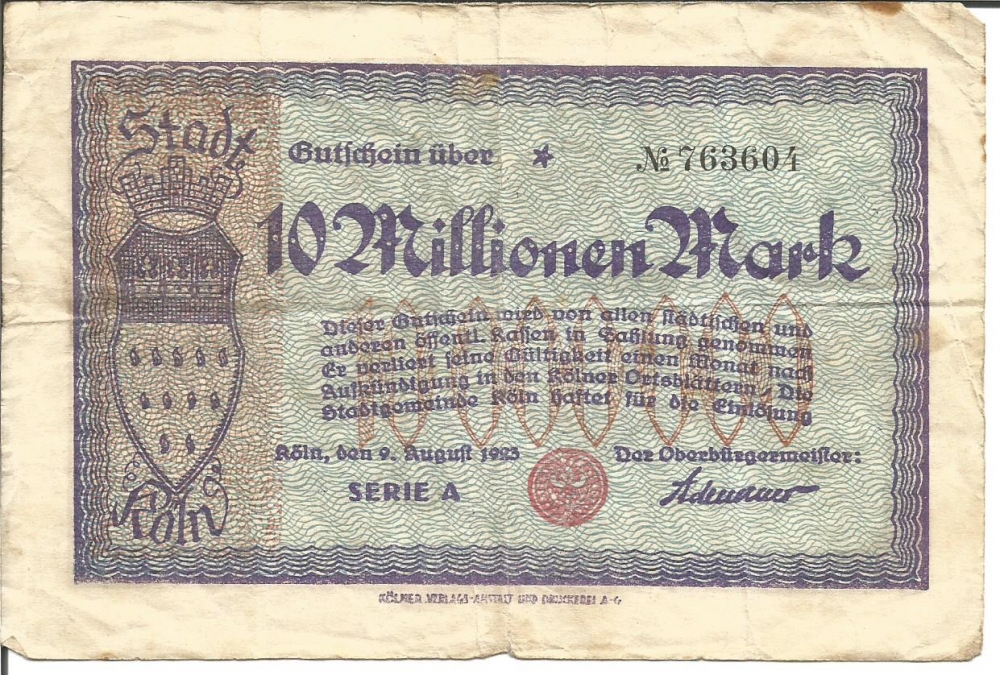 Stadt
Köln
Gutschein über * № 763604
10 Millionen Mark
10000000
Dieser Gutschein wird von allen städtischen und
anderen öffentl. Kassen in Zahlung genommen
Er verliert seine Gültigkeit einen Monat nach
Aufkündigung in den Kölner Ortsblättern. Die
Stadtgemeinde Köln haftet für die Einlösung
Köln, den 9. August 1923 Der Oberbürgermeister:
SERIE A Adenauer
KÖLNER VERLAGS-ANSTALT UND DRUCKEREI A-G